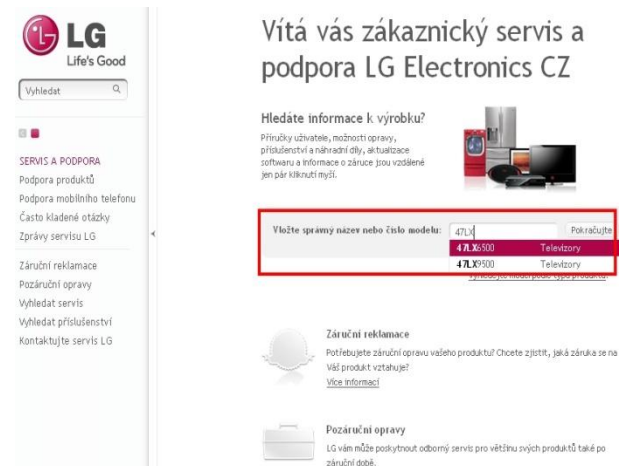 LG
Life's Good
Vyhledat
SERVIS A PODPORA
Podpora produktů
Podpora mobilního telefonu
Často kladené otázky
Zprávy servisu LG
Záruční reklamace
Pozáruční opravy
Vyhledat servis
Vyhledat příslušenství
Kontaktujte servis LG
Vítá vás zákaznický servis a
podpora LG Electronics CZ
Hledáte informace k výrobku?
Příručky uživatele, možnosti opravy,
příslušenství a náhradní díly, aktualizace
softwaru a informace o záruce jsou vzdálené
jen pár kliknutí myší.
Vložte správný název nebo číslo modelu: 47LX Pokračujte
47LX6500 Televizory
47LX9500 Televizory
Vyhledejte model podle typu produktu.
Záruční reklamace
Potřebujete záruční opravu vašeho produktu? Chcete zjistit, jaká záruka se na
Váš produkt vztahuje?
Více informací
Pozáruční opravy
LG vám může poskytnout odborný servis pro většinu svých produktů také po
záruční době.